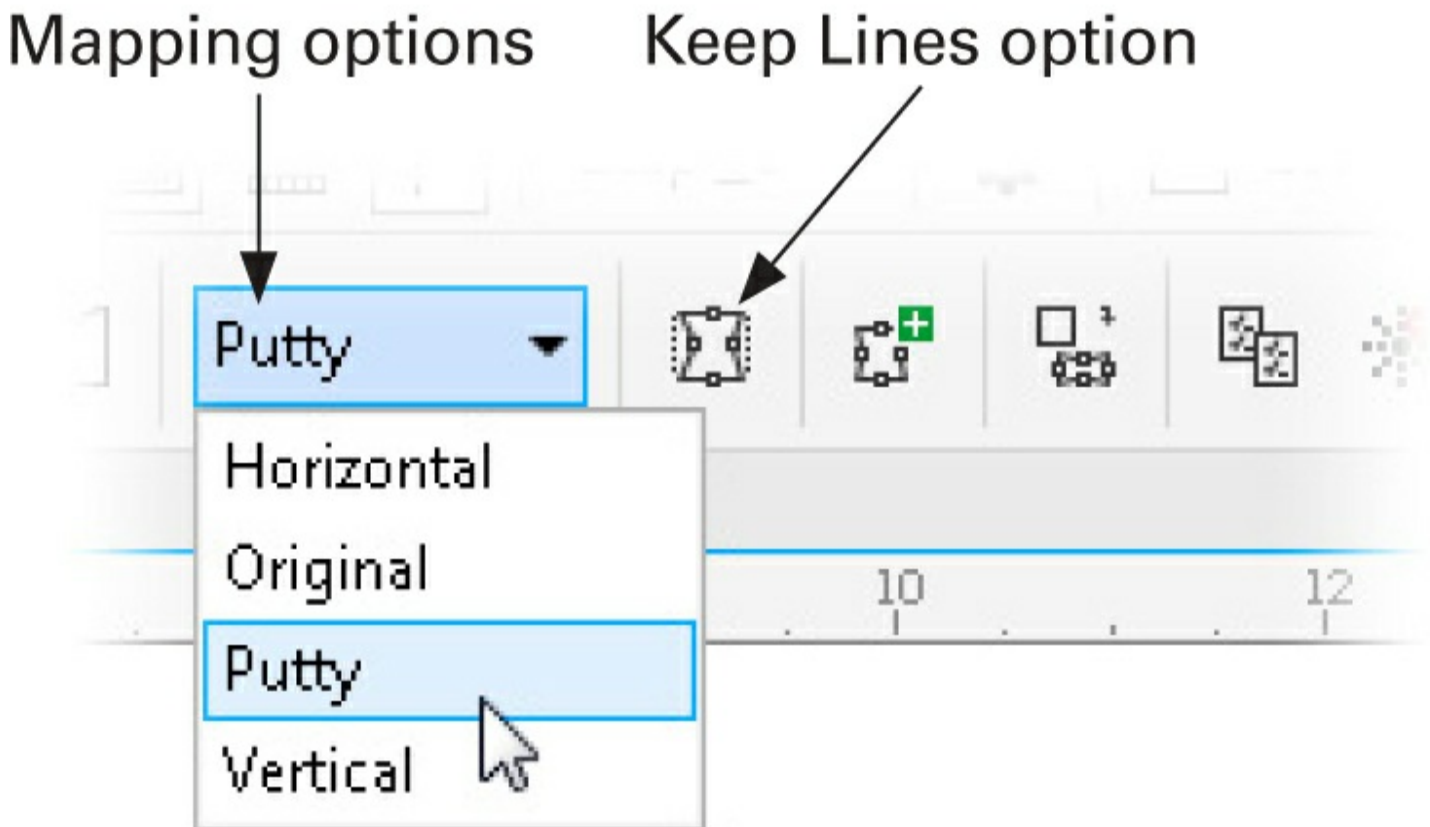 Mapping options
Keep Lines option
Putty
Horizontal
Original
Putty
Vertical
10
12